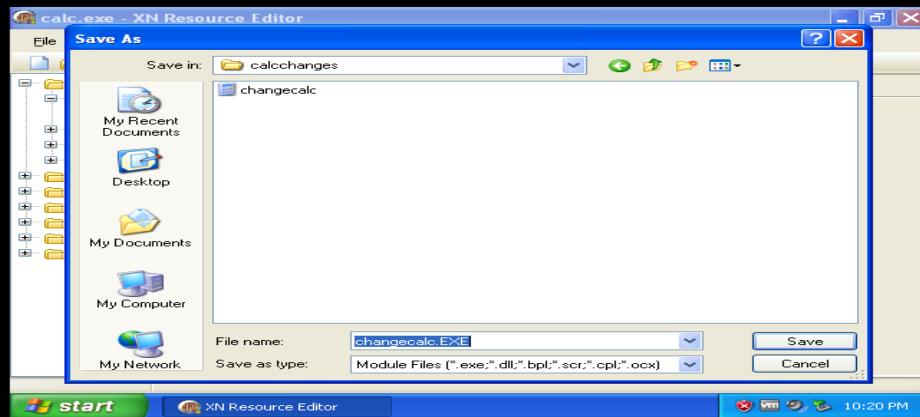 calc.exe - XN Resource Editor
File
Save As
Save in:
calcchanges
changecalc
My Recent
Documents
Desktop
My Documents
My Computer
My Network
File name:
changecalc.EXE
Save
Save as type:
Module Files (*.exe;*.dll;*.bpl;*.scr;*.cpl;*.ocx)
Cancel
start
XN Resource Editor
vm
10:20 PM